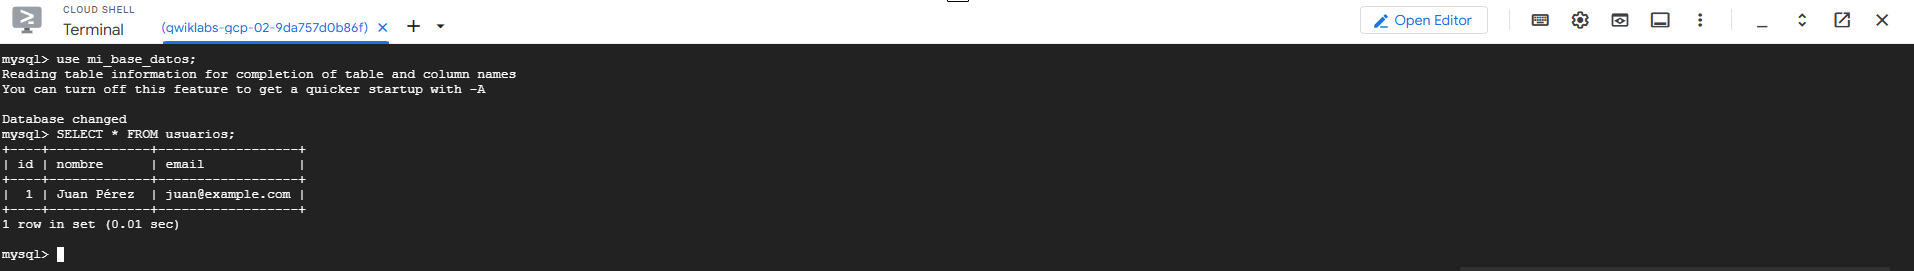 CLOUD SHELL
Terminal
(qwiklabs-gcp-02-9da757d0b86f)
Open Editor
mysql> use mi_base_datos;
Reading table information for completion of table and column names
You can turn off this feature to get a quicker startup with -A
Database changed
mysql> SELECT * FROM usuarios;
+----+-------------+------------------+
| id | nombre      | email            |
+----+-------------+------------------+
|  1 | Juan Pérez  | juan@example.com |
+----+-------------+------------------+
1 row in set (0.01 sec)
mysql>